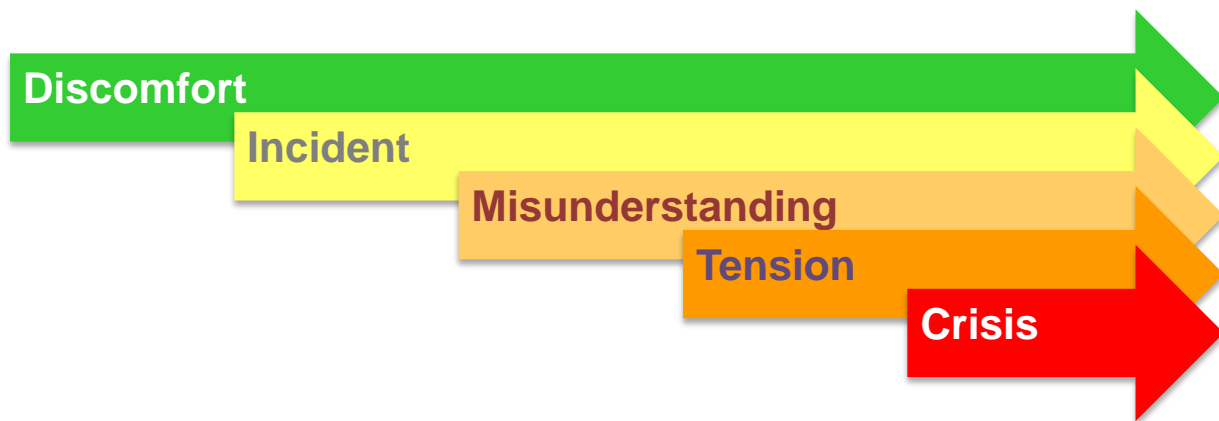 Discomfort
Incident
Misunderstanding
Tension
Crisis